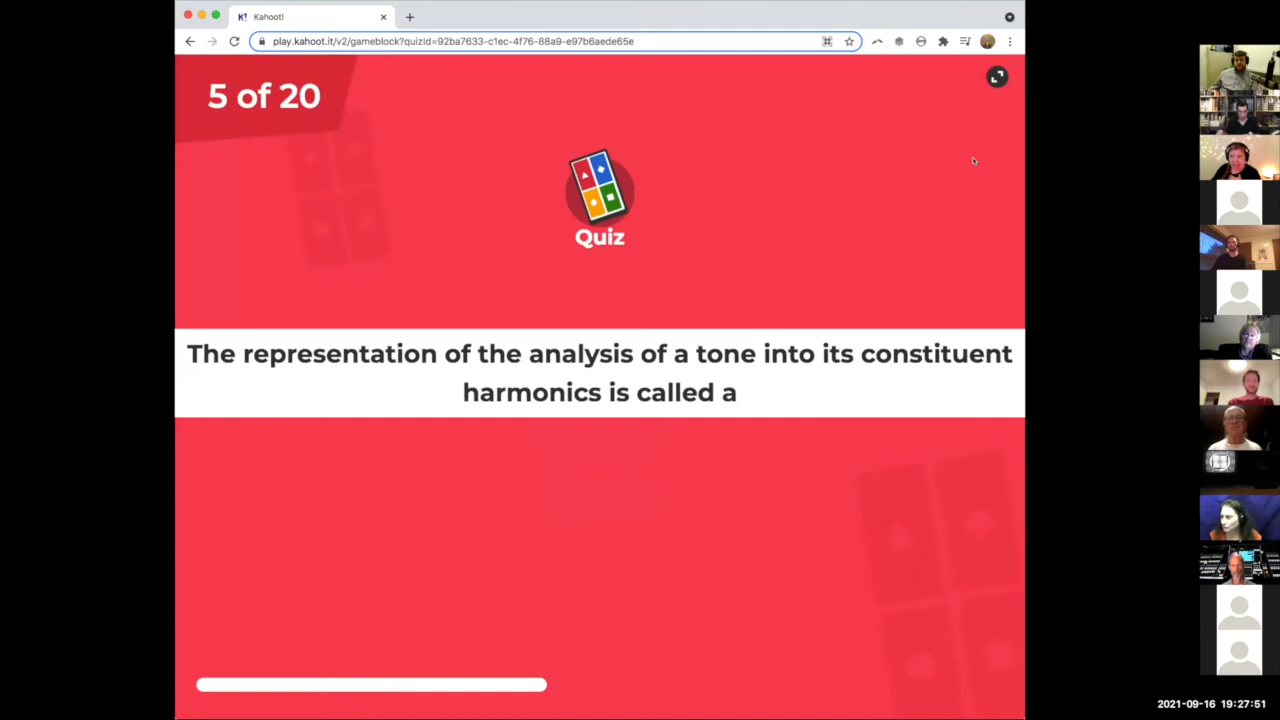 K! Kahoot!
play.kahoot.it/v2/gameblock?quizId=92ba7633-c1ec-4f76-88a9-e97b6aede65e
5 of 20
Quiz
The representation of the analysis of a tone into its constituent
harmonics is called a
2021-09-16 19:27:51